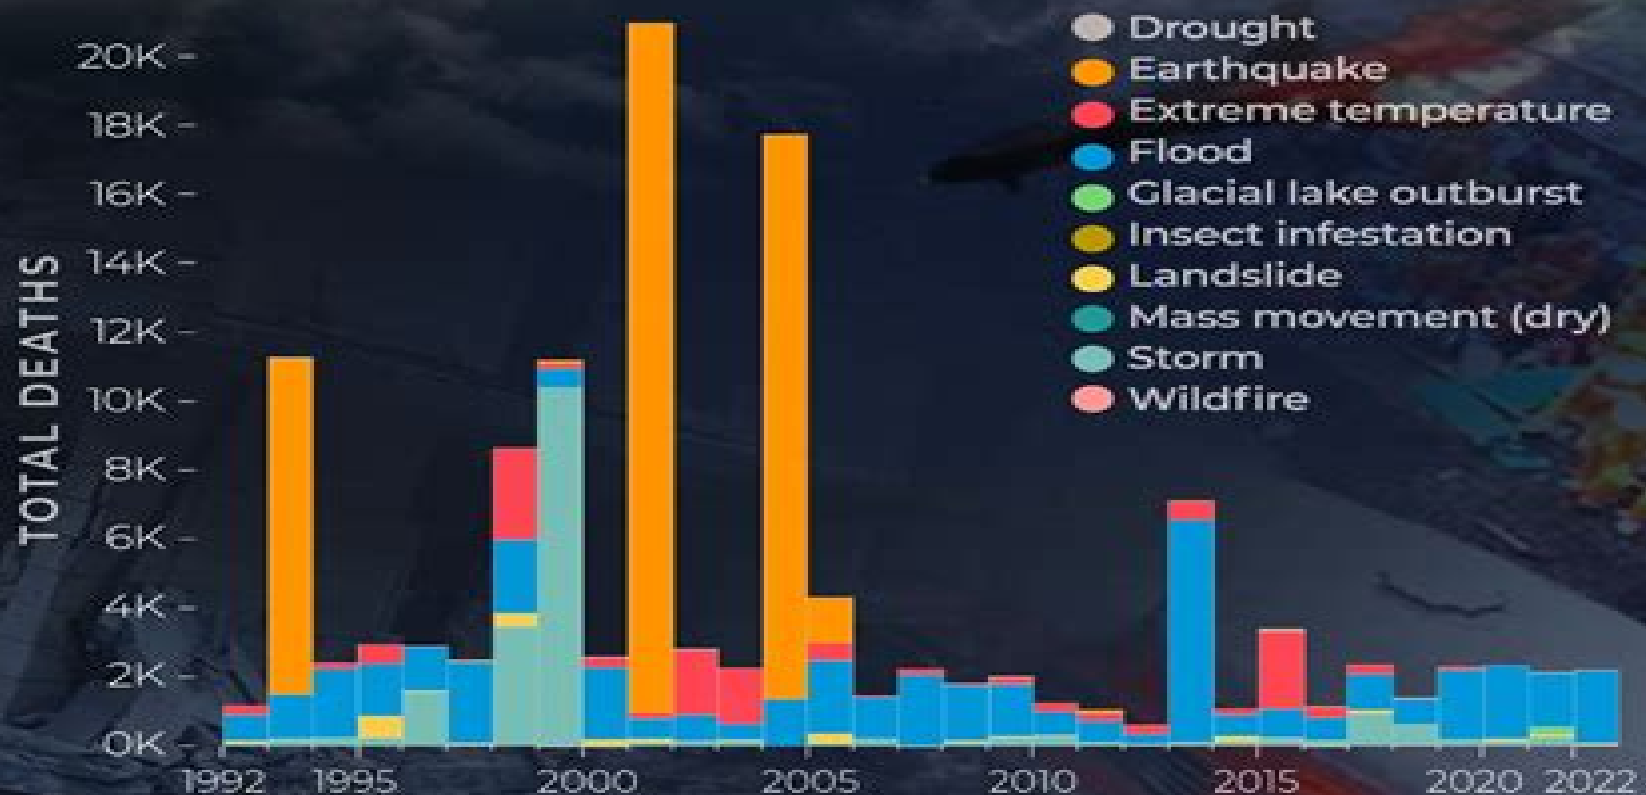 TOTAL DEATHS
20K
18K
16K
14K
12K
10K
8K
6K
4K
2K
0K
1992 1995 2000 2005 2010 2015 2020 2022
Drought
Earthquake
Extreme temperature
Flood
Glacial lake outburst
Insect infestation
Landslide
Mass movement (dry)
Storm
Wildfire